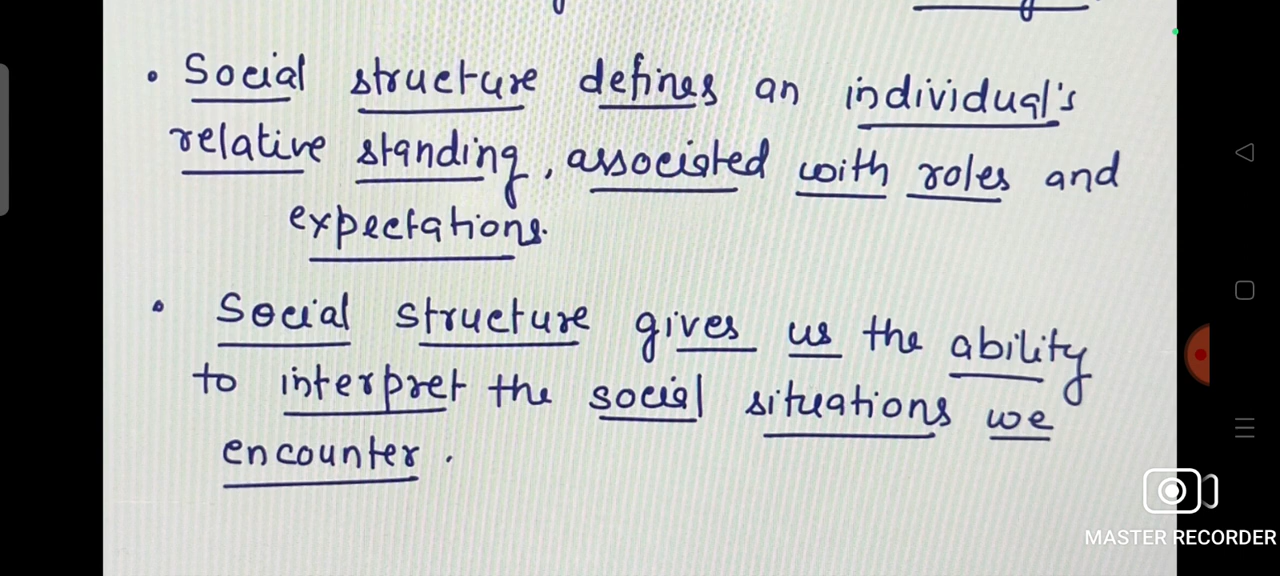 • Social structure defines an individual's
relative standing, associated with roles and
expectations.
• Social structure gives us the ability
to interpret the social situations we
encounter.
MASTER RECORDER